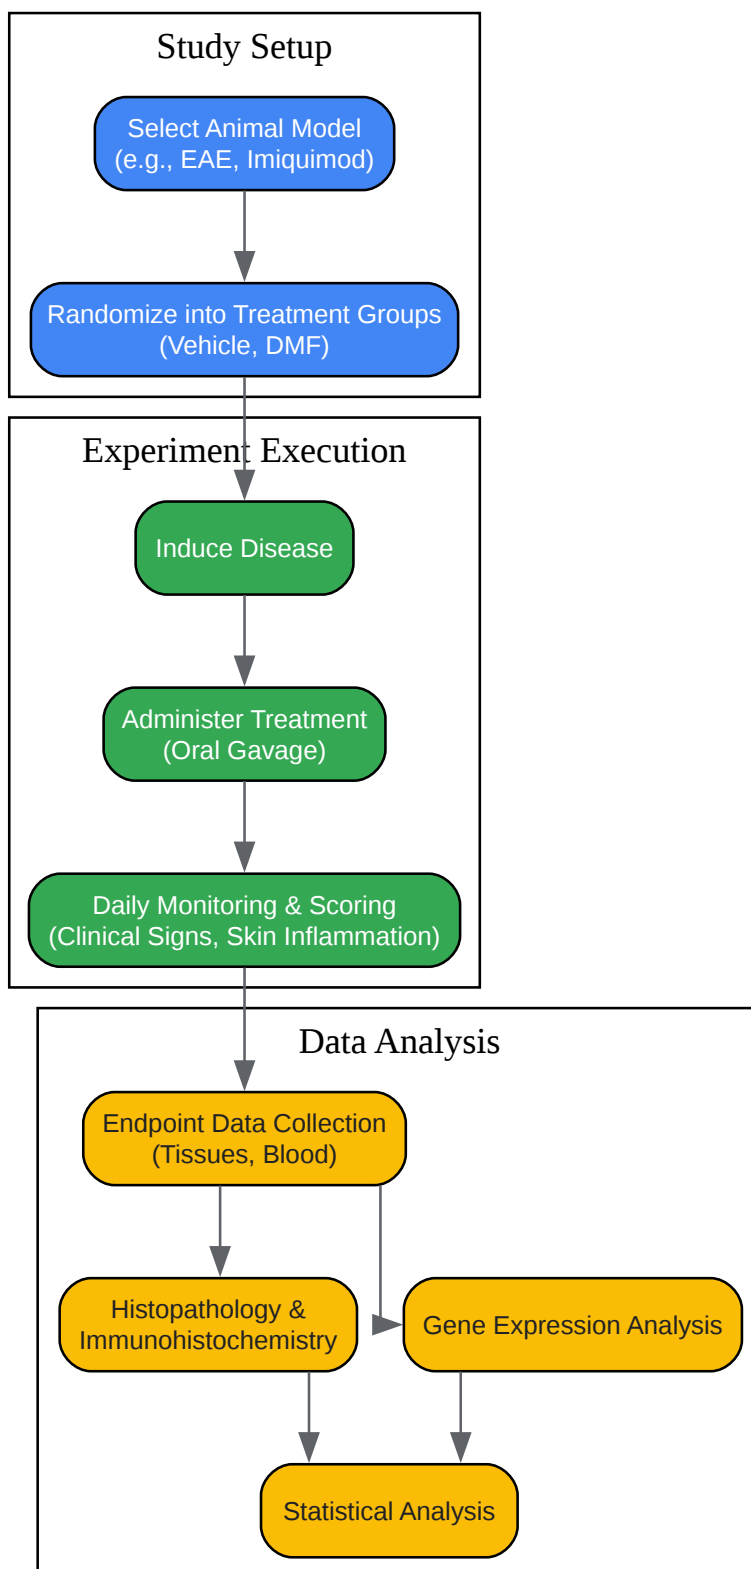 Study Setup
Select Animal Model
(e.g., EAE, Imiquimod)
Randomize into Treatment Groups
(Vehicle, DMF)
Experiment Execution
Induce Disease
Administer Treatment
(Oral Gavage)
Daily Monitoring & Scoring
(Clinical Signs, Skin Inflammation)
Data Analysis
Endpoint Data Collection
(Tissues, Blood)
Histopathology &
Immunohistochemistry
Gene Expression Analysis
Statistical Analysis